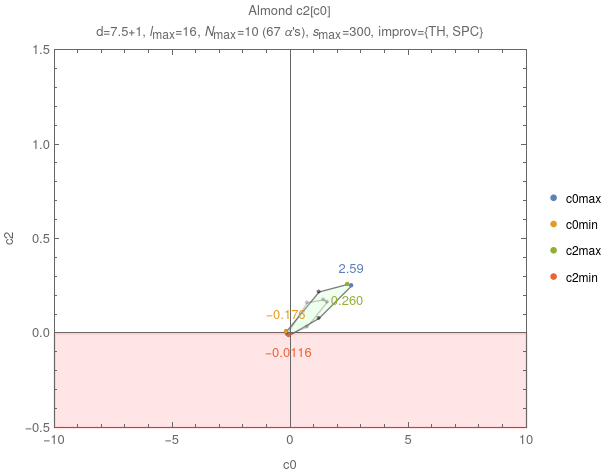 Almond c2[c0]
d=7.5+1, lmax=16, Nmax=10 (67 α's), smax=300, improv={TH, SPC}
1.5
1.0
0.5
0.0
−0.5
−10
−5
0
5
10
c2
c0
2.59
0.260
−0.176
−0.0116
c0max
c0min
c2max
c2min